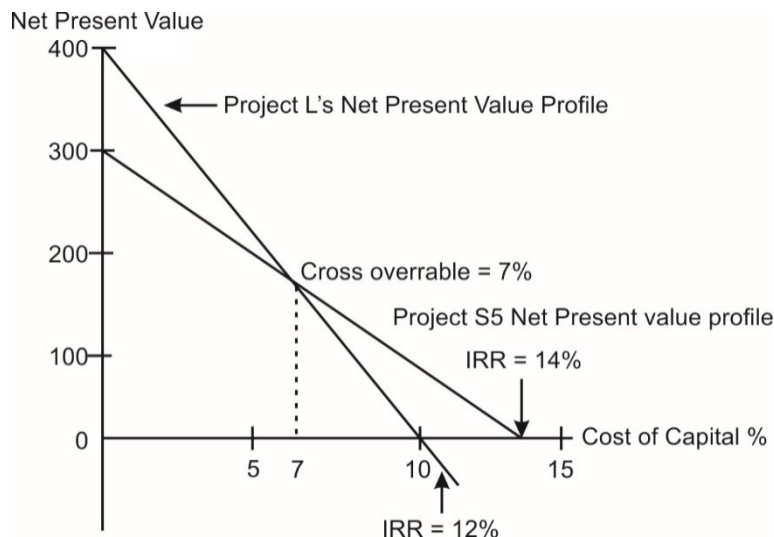 Net Present Value
400
Project L's Net Present Value Profile
300
200
Cross overrable = 7%
Project S5 Net Present value profile
100
IRR = 14%
0
Cost of Capital %
5 7 10 15
IRR = 12%